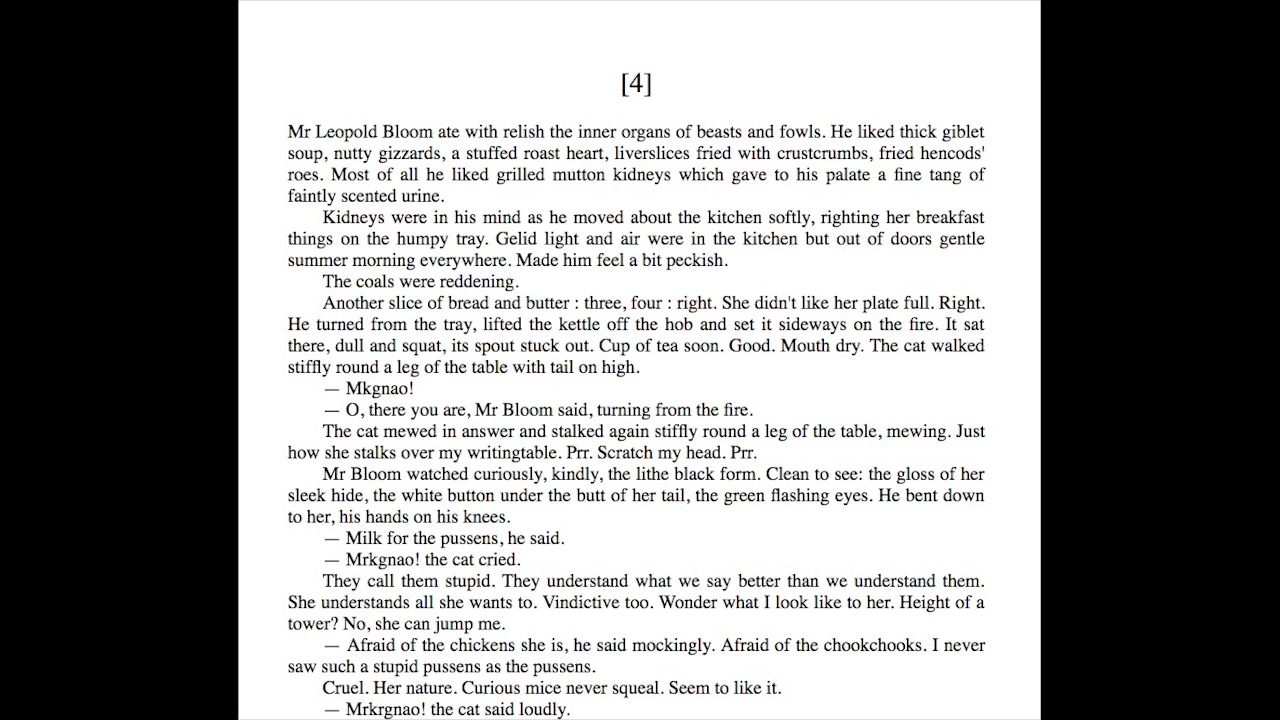 [4]
Mr Leopold Bloom ate with relish the inner organs of beasts and fowls. He liked thick giblet
soup, nutty gizzards, a stuffed roast heart, liverslices fried with crustcrumbs, fried hencods'
roes. Most of all he liked grilled mutton kidneys which gave to his palate a fine tang of
faintly scented urine.
Kidneys were in his mind as he moved about the kitchen softly, righting her breakfast
things on the humpy tray. Gelid light and air were in the kitchen but out of doors gentle
summer morning everywhere. Made him feel a bit peckish.
The coals were reddening.
Another slice of bread and butter : three, four : right. She didn't like her plate full. Right.
He turned from the tray, lifted the kettle off the hob and set it sideways on the fire. It sat
there, dull and squat, its spout stuck out. Cup of tea soon. Good. Mouth dry. The cat walked
stiffly round a leg of the table with tail on high.
— Mkgnao!
— O, there you are, Mr Bloom said, turning from the fire.
The cat mewed in answer and stalked again stiffly round a leg of the table, mewing. Just
how she stalks over my writingtable. Prr. Scratch my head. Prr.
Mr Bloom watched curiously, kindly, the lithe black form. Clean to see: the gloss of her
sleek hide, the white button under the butt of her tail, the green flashing eyes. He bent down
to her, his hands on his knees.
— Milk for the pussens, he said.
— Mrkgnao! the cat cried.
They call them stupid. They understand what we say better than we understand them.
She understands all she wants to. Vindictive too. Wonder what I look like to her. Height of a
tower? No, she can jump me.
— Afraid of the chickens she is, he said mockingly. Afraid of the chookchooks. I never
saw such a stupid pussens as the pussens.
Cruel. Her nature. Curious mice never squeal. Seem to like it.
— Mrkrgnao! the cat said loudly.